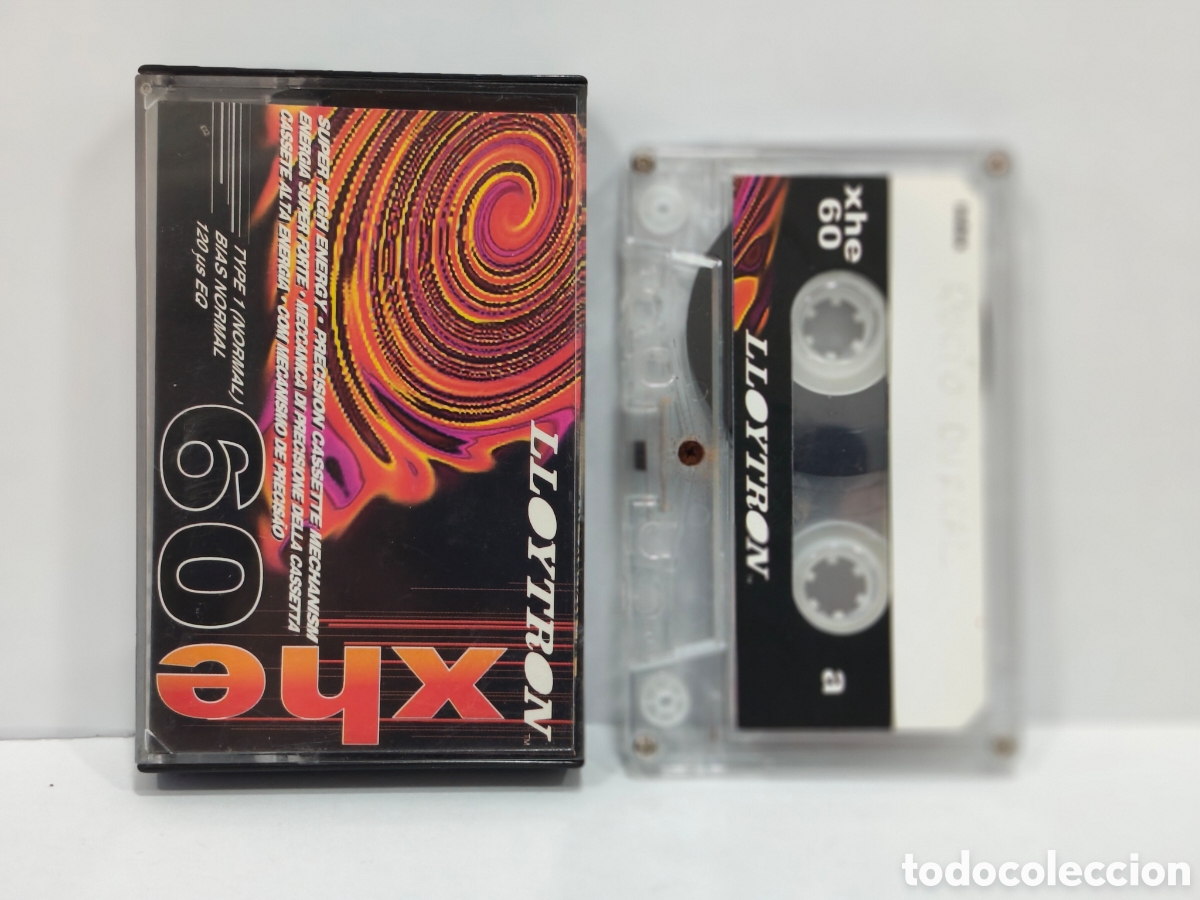 LLOYTRON
TM
SUPER HIGH ENERGY • PRECISION CASSETTE MECHANISM
ENERGIA SUPER FORTE • MECCANICA DI PRECISIONE DELLA CASSETTA
CASSETE ALTA ENERGIA • COM MECANISMO DE PRECISÃO
TYPE 1 (NORMAL)
BIAS NORMAL
120 µs EQ
60
xhe
xhe
60
LLOYTRON
a
todocoleccion